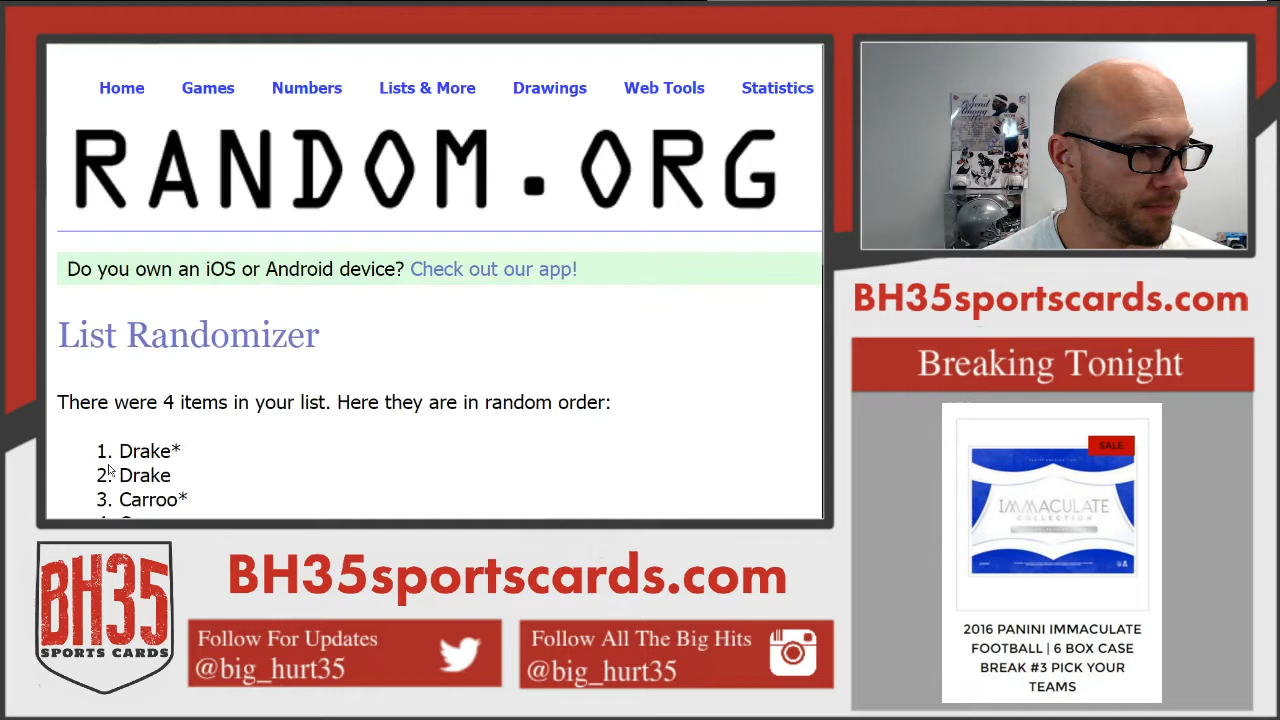 Home Games Numbers Lists & More Drawings Web Tools Statistics
RANDOM.ORG
Do you own an iOS or Android device? Check out our app!
List Randomizer
There were 4 items in your list. Here they are in random order:
1. Drake*
2. Drake
3. Carroo*
BH35sportscards.com
Breaking Tonight
SALE
IMMACULATE
COLLECTION
2016 PANINI IMMACULATE
FOOTBALL | 6 BOX CASE
BREAK #3 PICK YOUR
TEAMS
BH35
SPORTS CARDS
BH35sportscards.com
Follow For Updates
@big_hurt35
Follow All The Big Hits
@big_hurt35